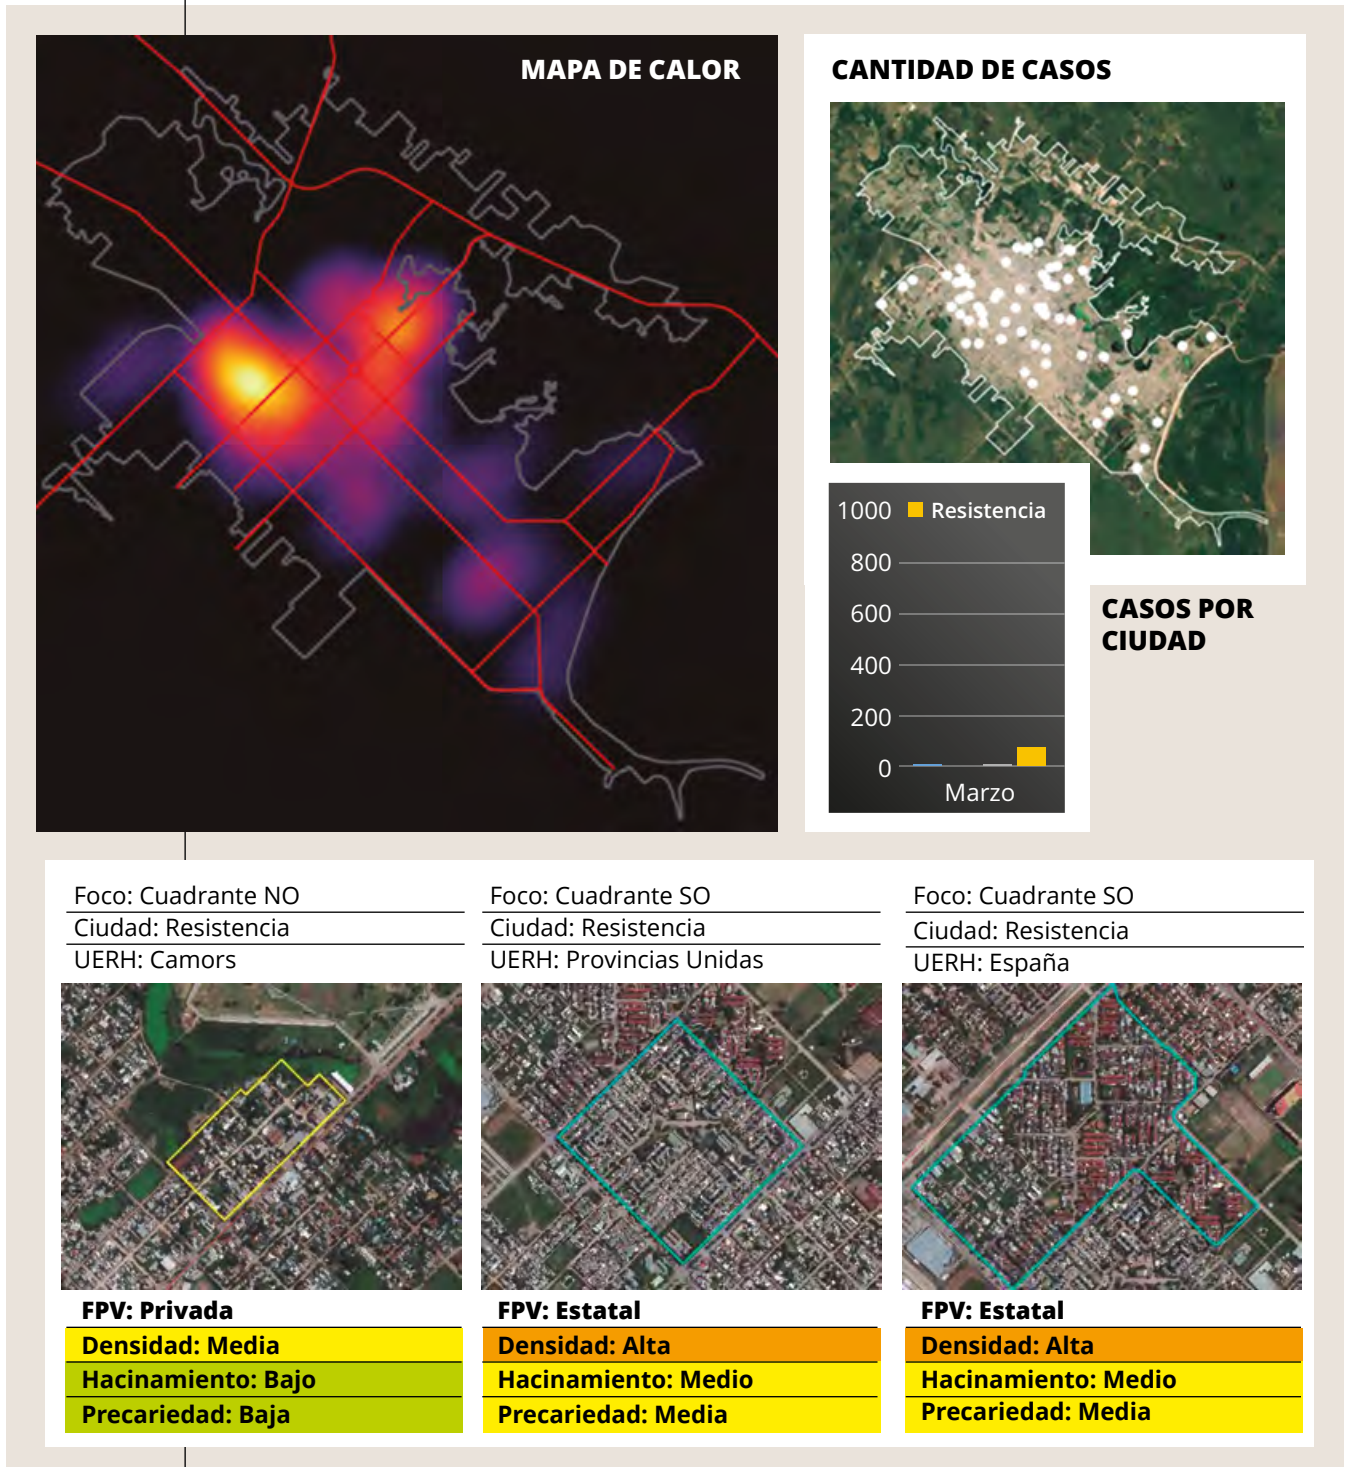 MAPA DE CALOR
CANTIDAD DE CASOS
1000
Resistencia
800
600
400
200
0
Marzo
CASOS POR
CIUDAD
Foco: Cuadrante NO
Ciudad: Resistencia
UERH: Camors
FPV: Privada
Densidad: Media
Hacinamiento: Bajo
Precariedad: Baja
Foco: Cuadrante SO
Ciudad: Resistencia
UERH: Provincias Unidas
FPV: Estatal
Densidad: Alta
Hacinamiento: Medio
Precariedad: Media
Foco: Cuadrante SO
Ciudad: Resistencia
UERH: España
FPV: Estatal
Densidad: Alta
Hacinamiento: Medio
Precariedad: Media